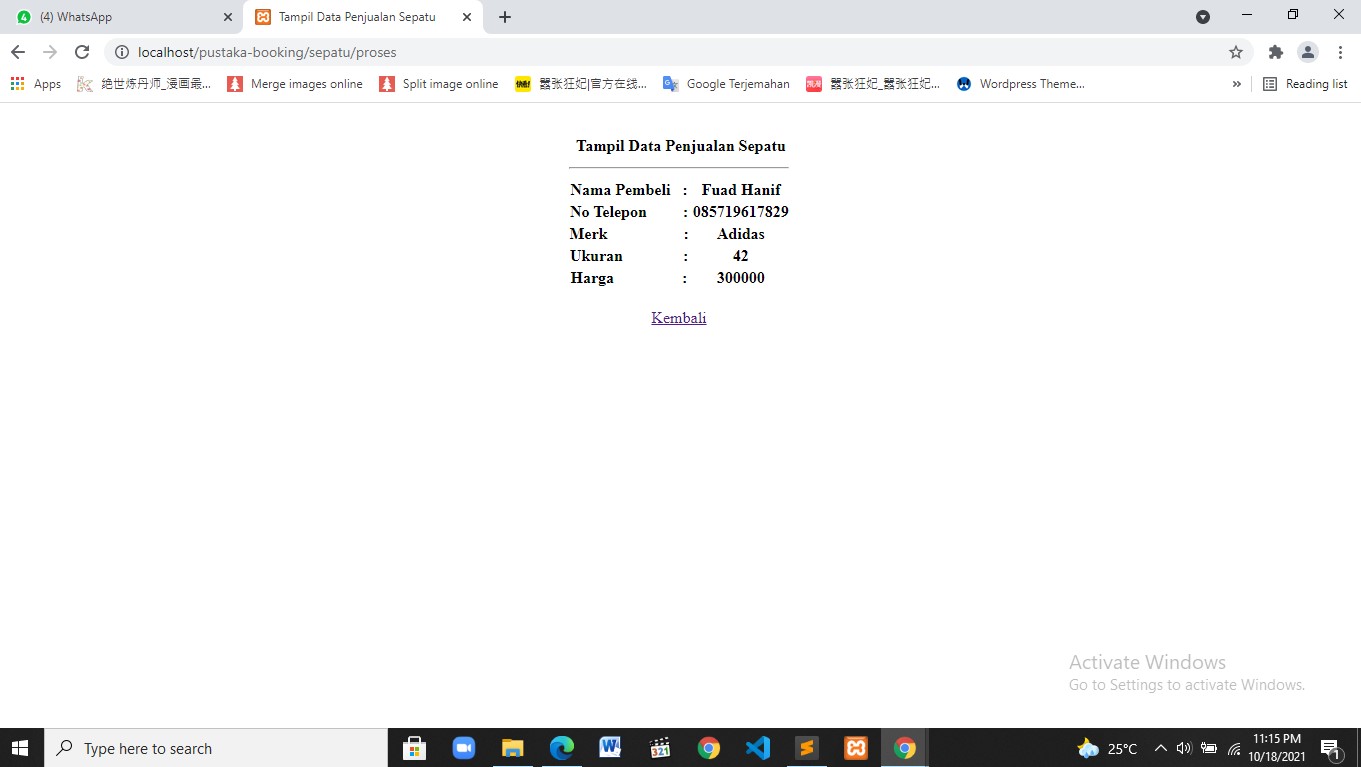 (4) WhatsApp
Tampil Data Penjualan Sepatu
localhost/pustaka-booking/sepatu/proses
Apps
绝世炼丹师_漫画最...
Merge images online
Split image online
嚣张狂妃|官方在线...
Google Terjemahan
嚣张狂妃_嚣张狂妃...
Wordpress Theme...
»
Reading list
Tampil Data Penjualan Sepatu
Nama Pembeli : Fuad Hanif
No Telepon : 085719617829
Merk : Adidas
Ukuran : 42
Harga : 300000
Kembali
Activate Windows
Go to Settings to activate Windows.
Type here to search
321
25°C
11:15 PM
10/18/2021
1